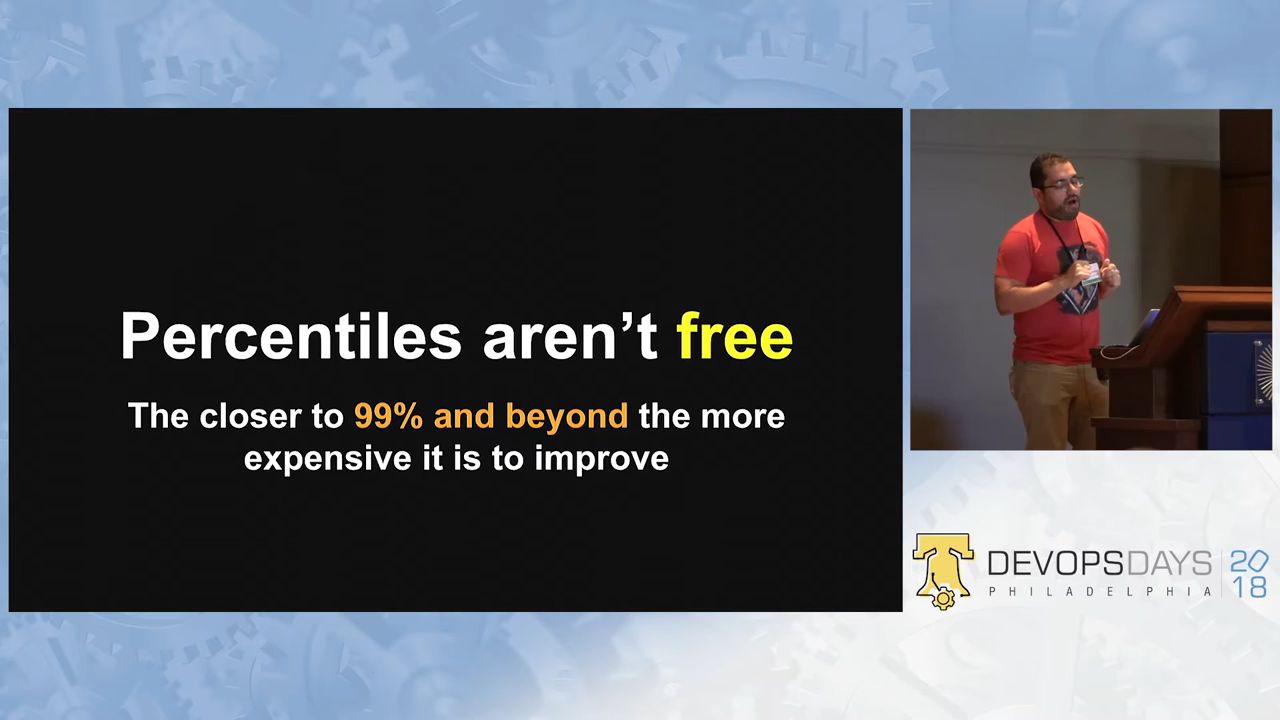 Percentiles aren’t free
The closer to 99% and beyond the more
expensive it is to improve
DEVOPSDAYS
PHILADELPHIA
20
18